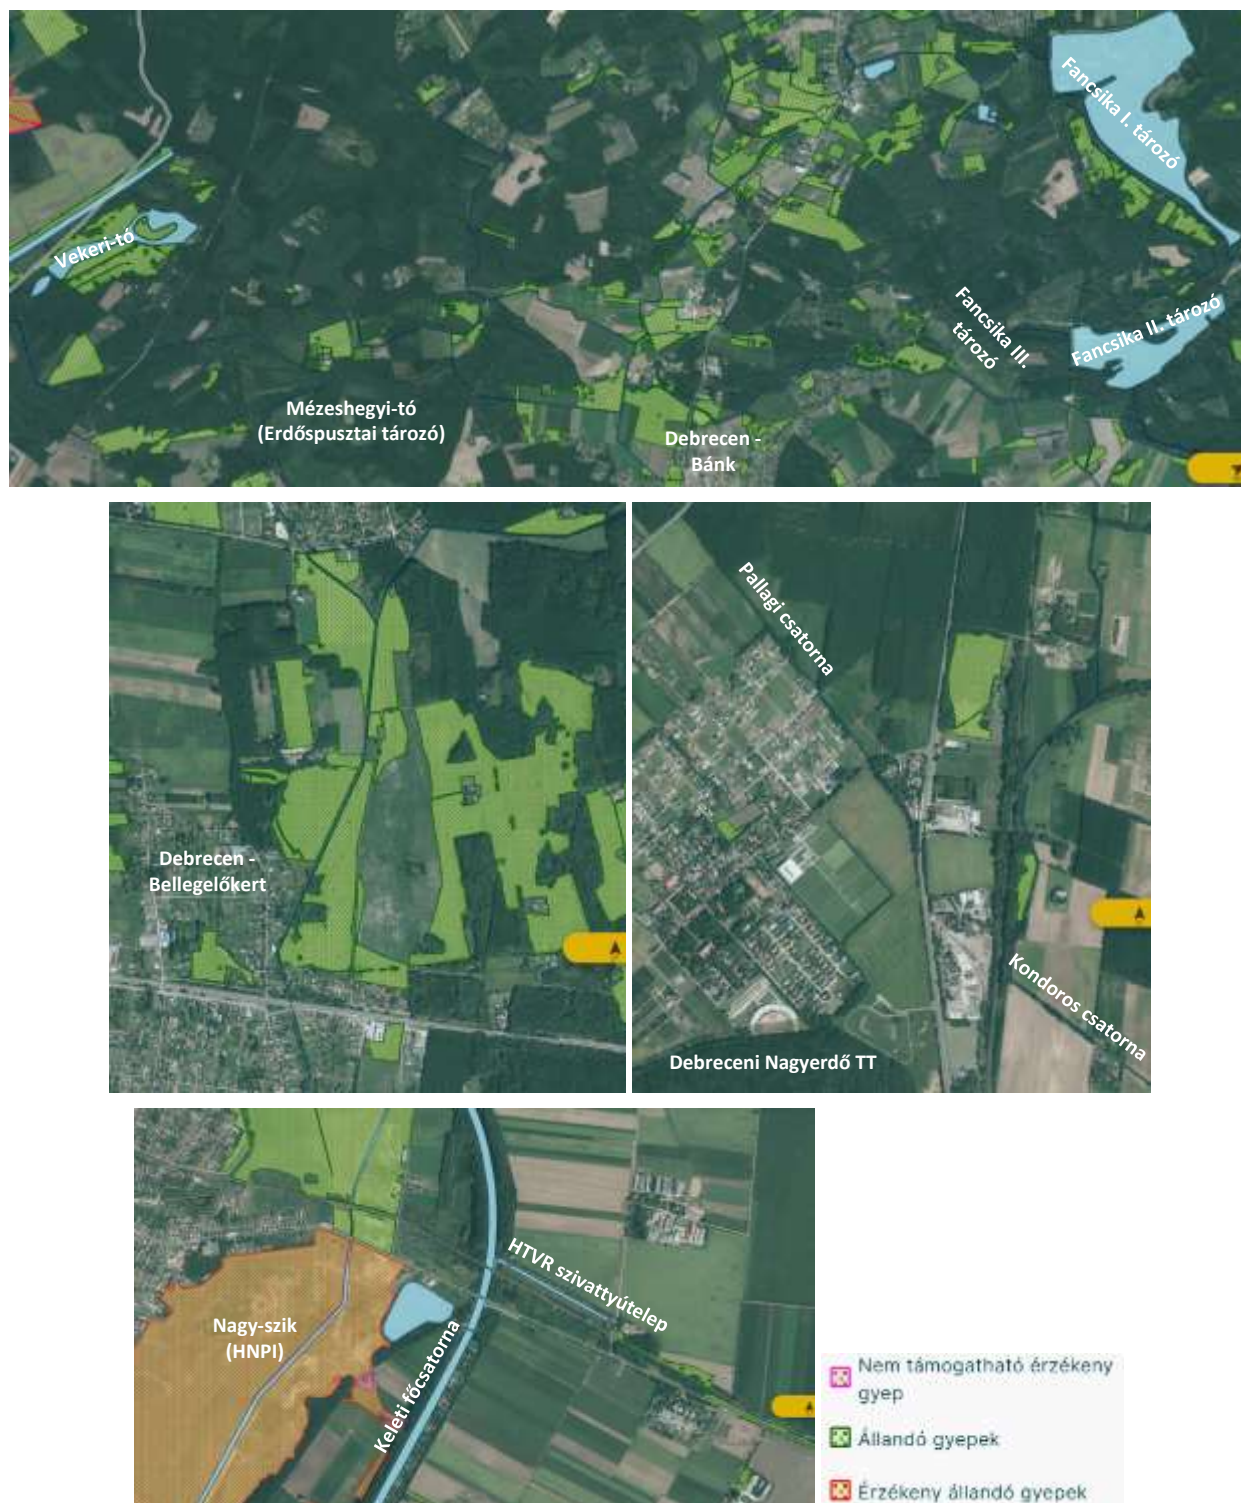 Fancsika I. tározó
Vekeri-tó
Fancsika III.
tározó
Fancsika II. tározó
Mézeshegyi-tó
(Erdőspusztai tározó)
Debrecen -
Bánk
Debrecen -
Bellegelőkert
Pallagi csatorna
Kondoros csatorna
Debreceni Nagyerdő TT
HTVR szivattyútelep
Nagy-szik
(HNPI)
Keleti főcsatorna
Nem támogatható érzékeny
gyep
Állandó gyepek
Érzékeny állandó gyepek